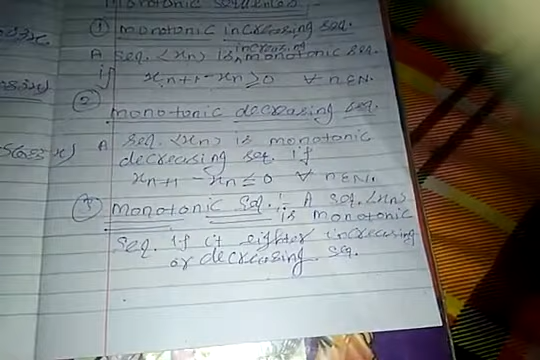 Monotonic Sequences:-
① monotonic increasing seq.
A seq. <xn> is monotonic seq.
increasing
if xn+1 - xn ≥ 0 ∀ n∈N.
② monotonic decreasing seq.
A seq. <xn> is monotonic
decreasing seq. if
xn+1 - xn ≤ 0 ∀ n∈N.
③ monotonic seq. :- A seq. <xn>
is monotonic
seq. if it eighter increasing
or decreasing seq.